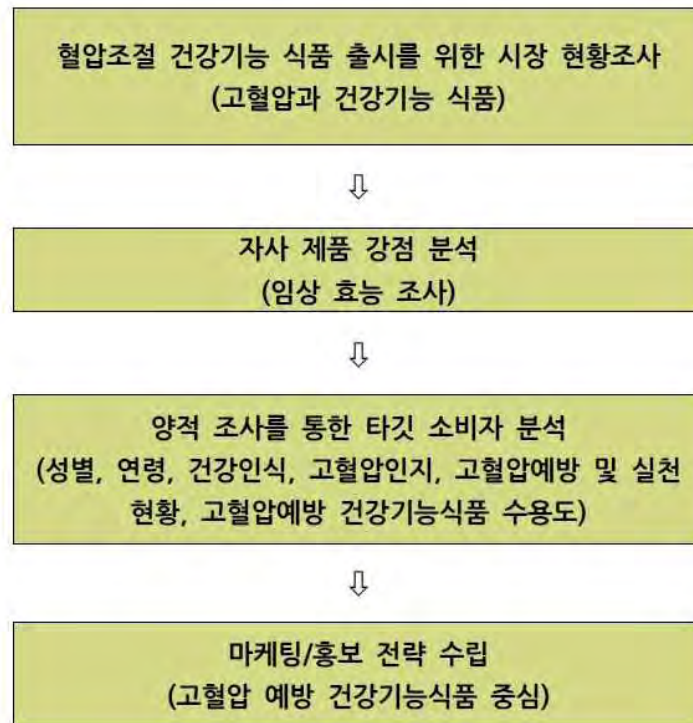 혈압조절 건강기능 식품 출시를 위한 시장 현황조사
(고혈압과 건강기능 식품)
⇩
자사 제품 강점 분석
(임상 효능 조사)
⇩
양적 조사를 통한 타깃 소비자 분석
(성별, 연령, 건강인식, 고혈압인지, 고혈압예방 및 실천
현황, 고혈압예방 건강기능식품 수용도)
⇩
마케팅/홍보 전략 수립
(고혈압 예방 건강기능식품 중심)